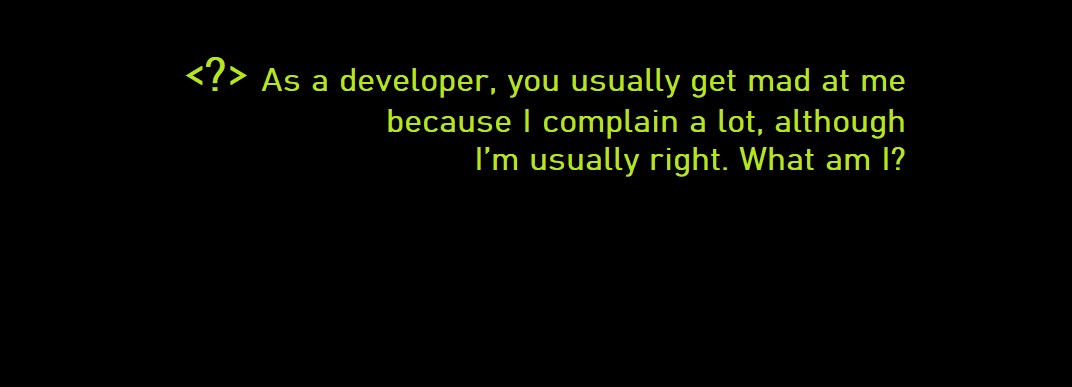 <?> As a developer, you usually get mad at me
because I complain a lot, although
I’m usually right. What am I?